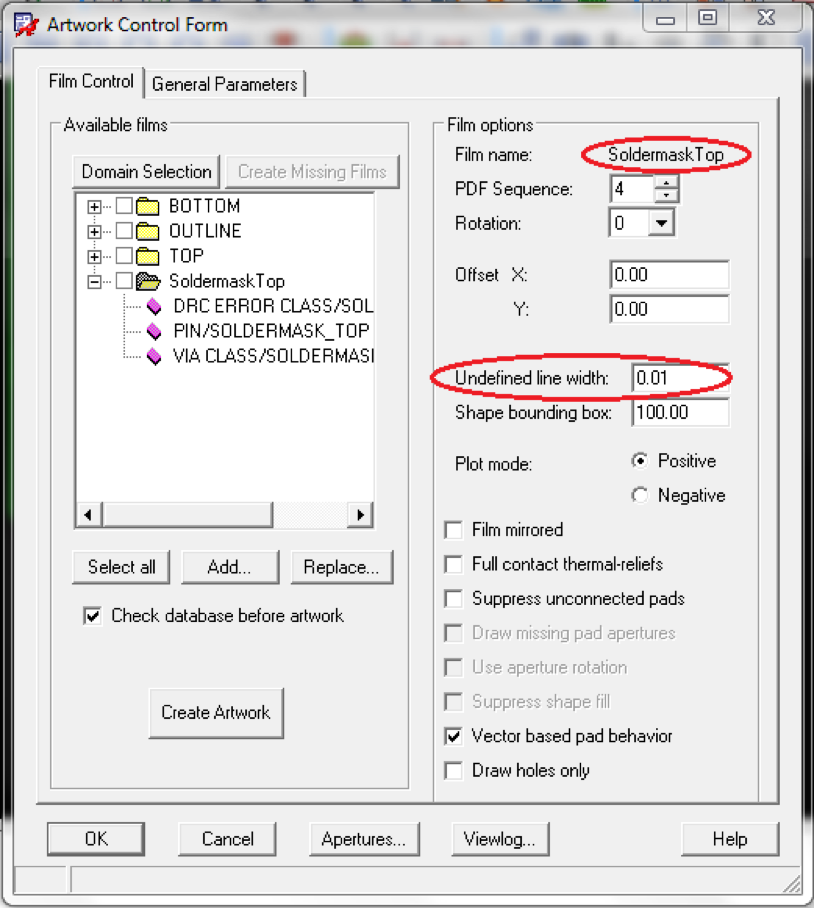 Artwork Control Form
Film Control
General Parameters
Available films
Domain Selection
Create Missing Films
BOTTOM
OUTLINE
TOP
SoldermaskTop
DRC ERROR CLASS/SOL
PIN/SOLDERMASK_TOP
VIA CLASS/SOLDERMASK
Select all
Add...
Replace...
Check database before artwork
Create Artwork
Film options
Film name: SoldermaskTop
PDF Sequence: 4
Rotation: 0
Offset X: 0.00
Y: 0.00
Undefined line width: 0.01
Shape bounding box: 100.00
Plot mode: Positive
Negative
Film mirrored
Full contact thermal-reliefs
Suppress unconnected pads
Draw missing pad apertures
Use aperture rotation
Suppress shape fill
Vector based pad behavior
Draw holes only
OK
Cancel
Apertures...
Viewlog...
Help